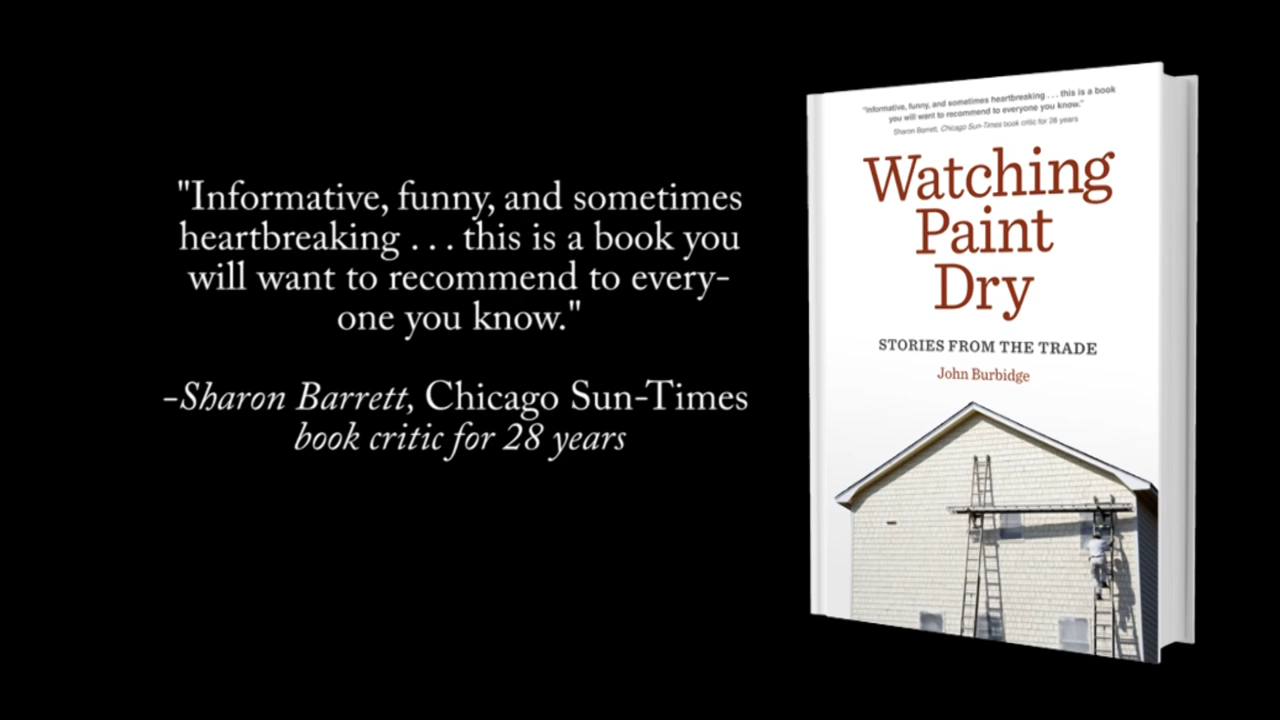 "Informative, funny, and sometimes
heartbreaking . . . this is a book you
will want to recommend to every-
one you know."
-Sharon Barrett, Chicago Sun-Times
book critic for 28 years
"Informative, funny, and sometimes heartbreaking . . . this is a book
you will want to recommend to everyone you know."
Sharon Barrett, Chicago Sun-Times book critic for 28 years
Watching
Paint
Dry
STORIES FROM THE TRADE
John Burbidge